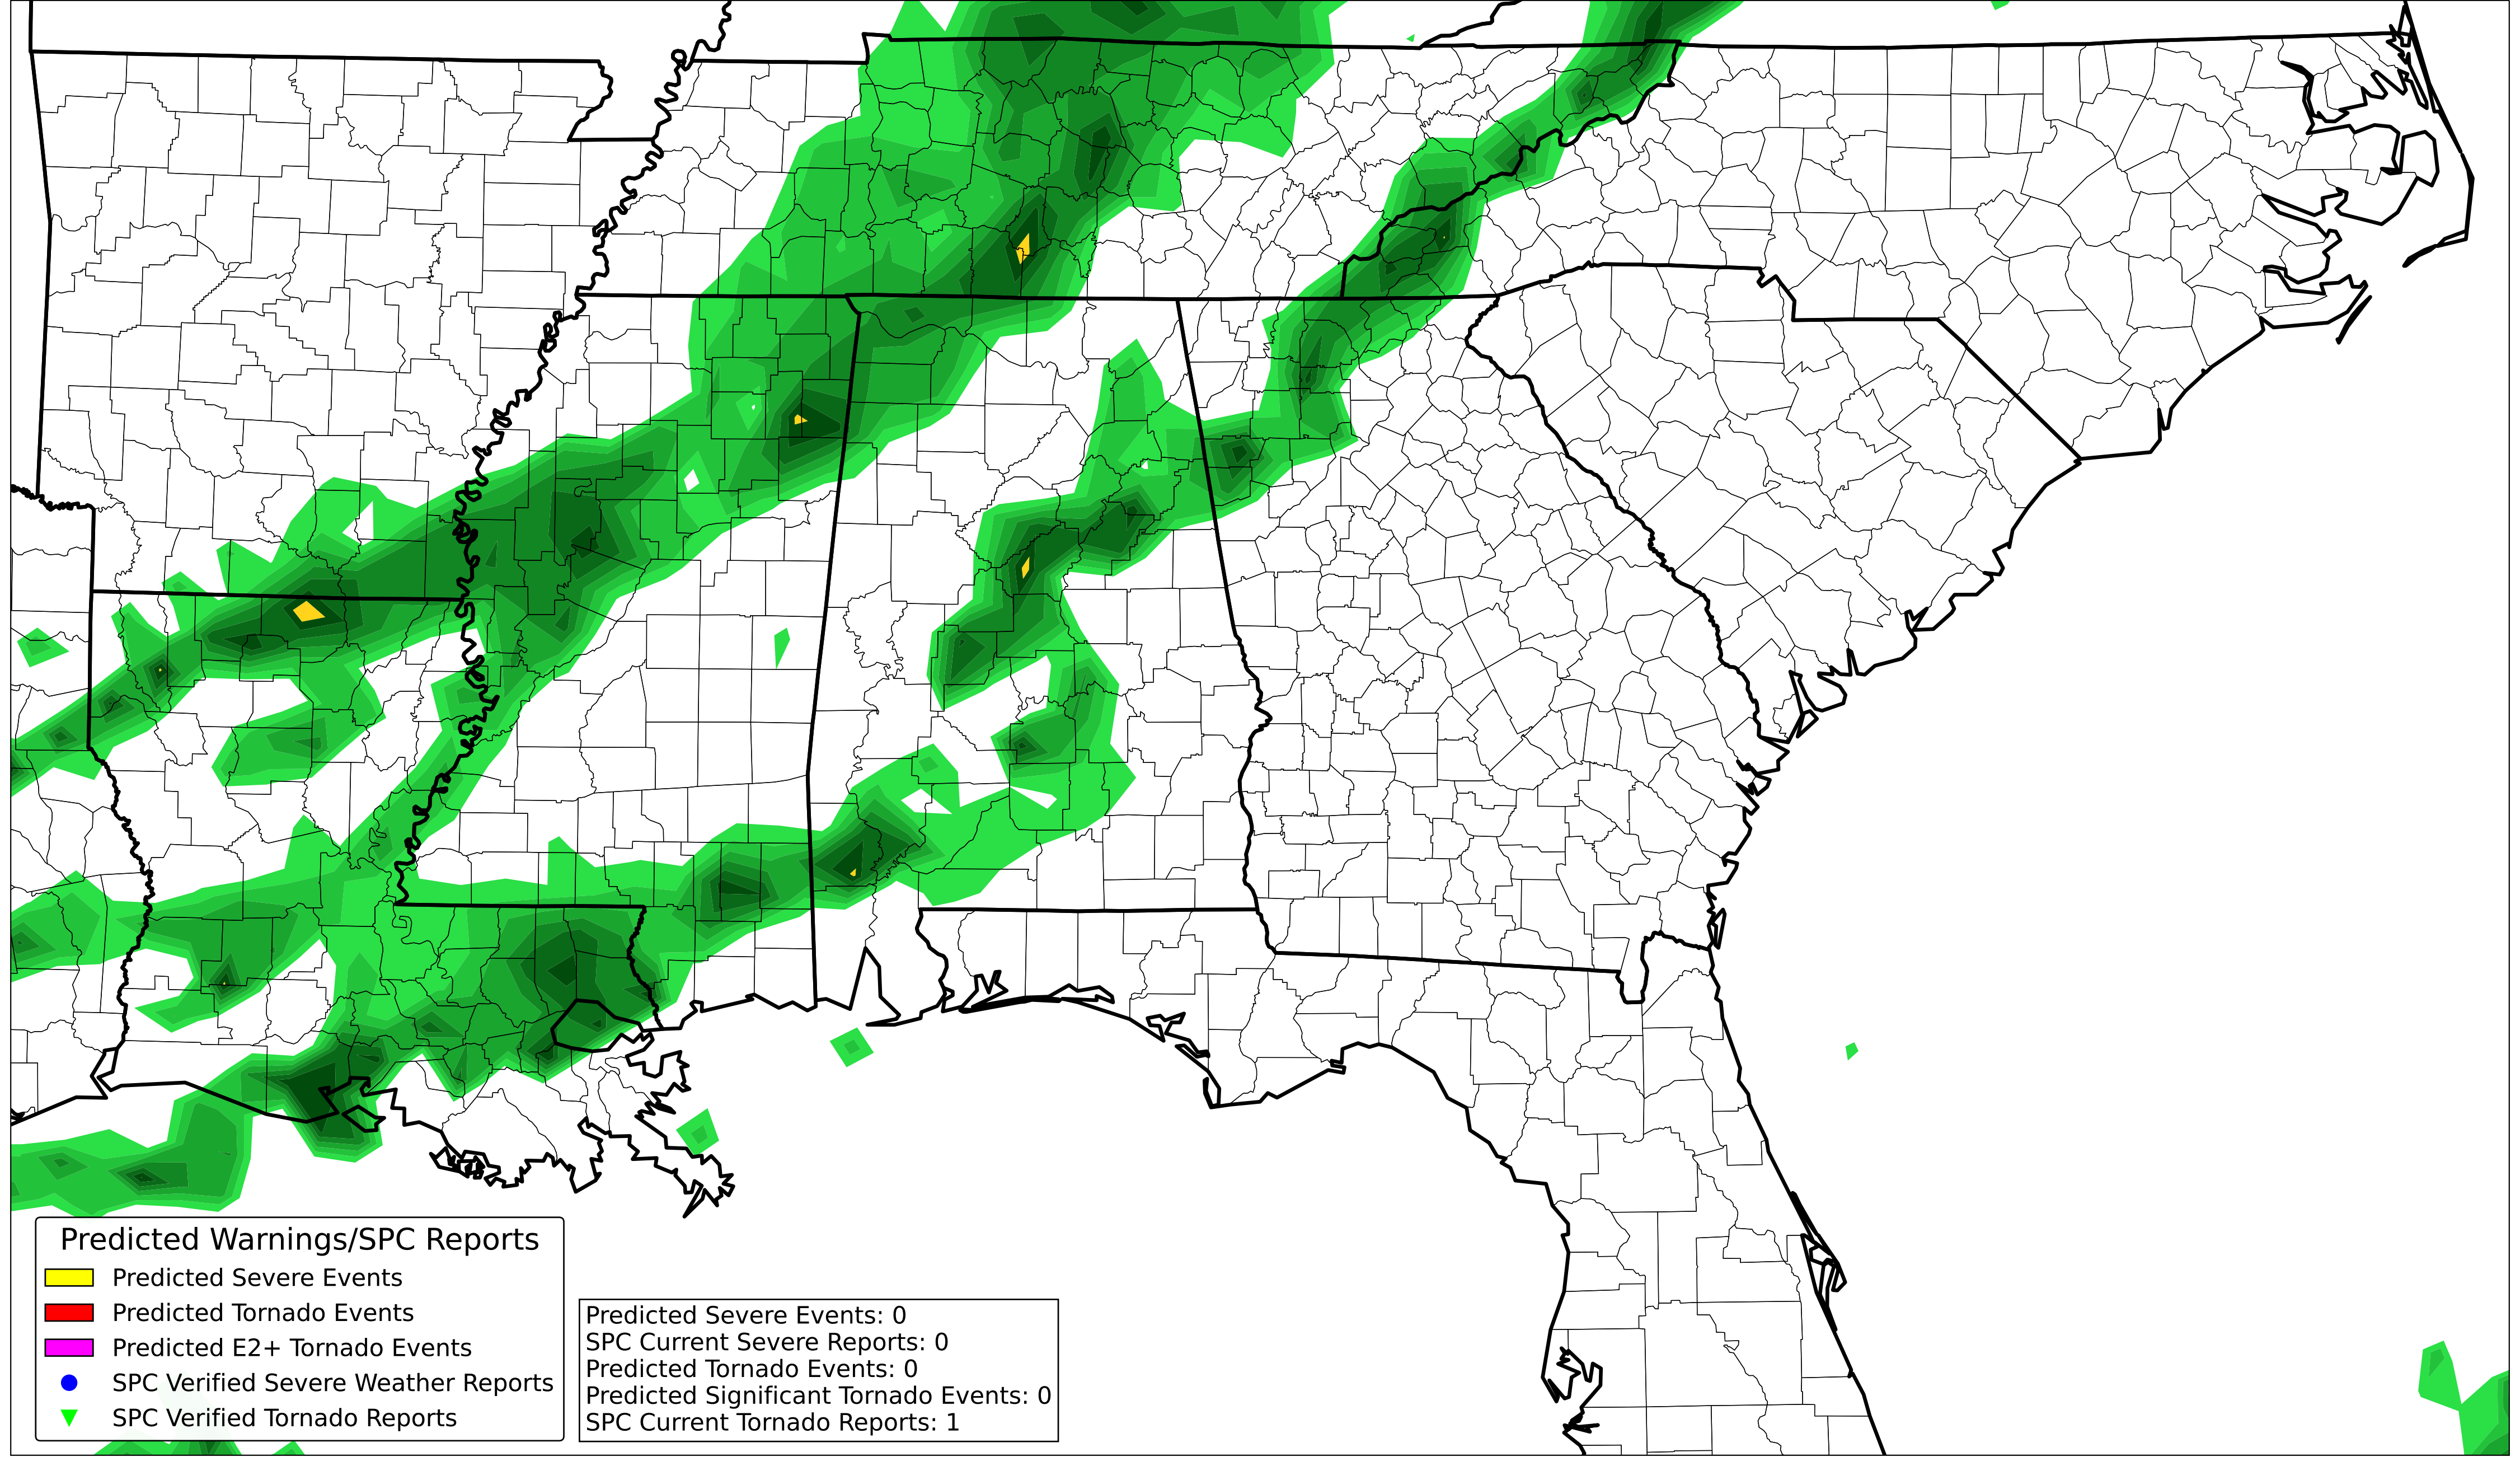 Predicted Warnings/SPC Reports
Predicted Severe Events
Predicted Tornado Events
Predicted E2+ Tornado Events
SPC Verified Severe Weather Reports
SPC Verified Tornado Reports
Predicted Severe Events: 0
SPC Current Severe Reports: 0
Predicted Tornado Events: 0
Predicted Significant Tornado Events: 0
SPC Current Tornado Reports: 1